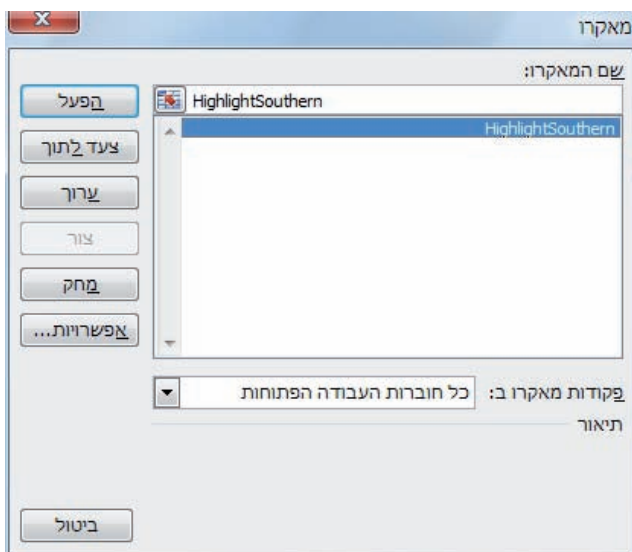 מאקרו
שם המאקרו:
HighlightSouthern
HighlightSouthern
הפעל
צעד לתוך
ערוך
צור
מחק
אפשרויות...
פקודות מאקרו ב:
כל חוברות העבודה הפתוחות
תיאור
ביטול